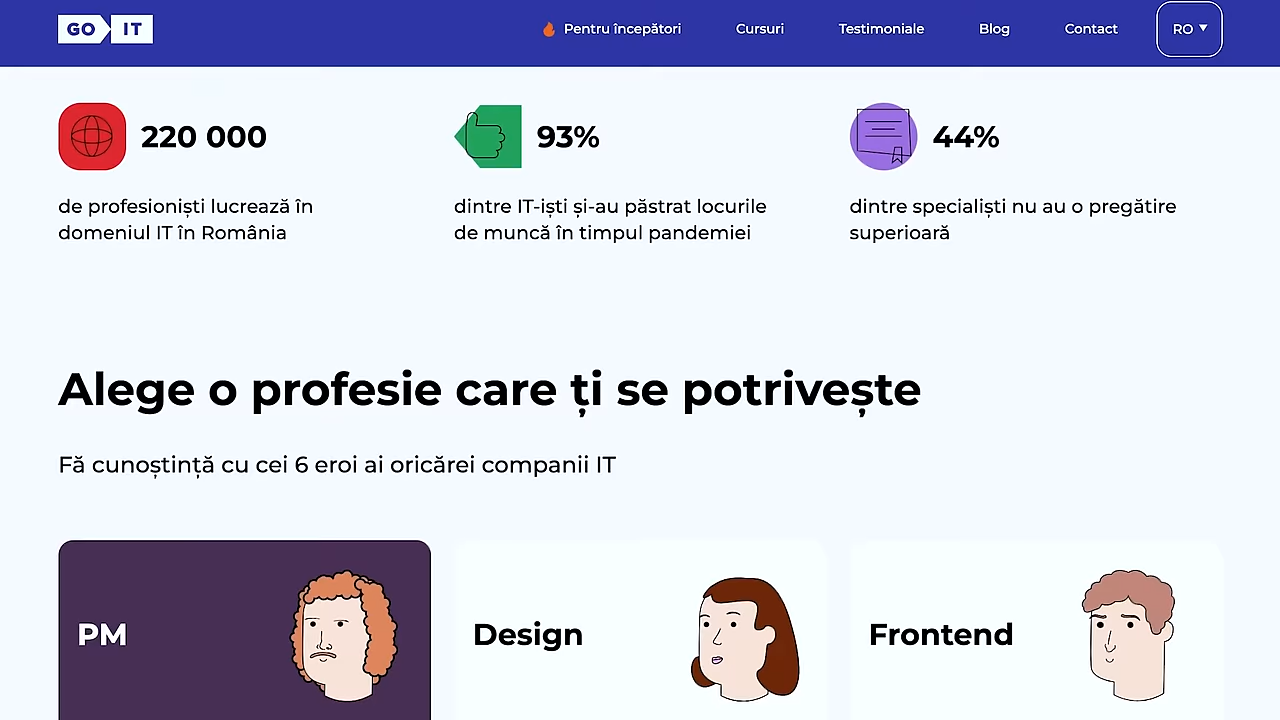 GO IT
Pentru începători
Cursuri
Testimoniale
Blog
Contact
RO
220 000
de profesioniști lucrează în
domeniul IT în România
93%
dintre IT-iști și-au păstrat locurile
de muncă în timpul pandemiei
44%
dintre specialiști nu au o pregătire
superioară
Alege o profesie care ți se potrivește
Fă cunoștință cu cei 6 eroi ai oricărei companii IT
PM
Design
Frontend